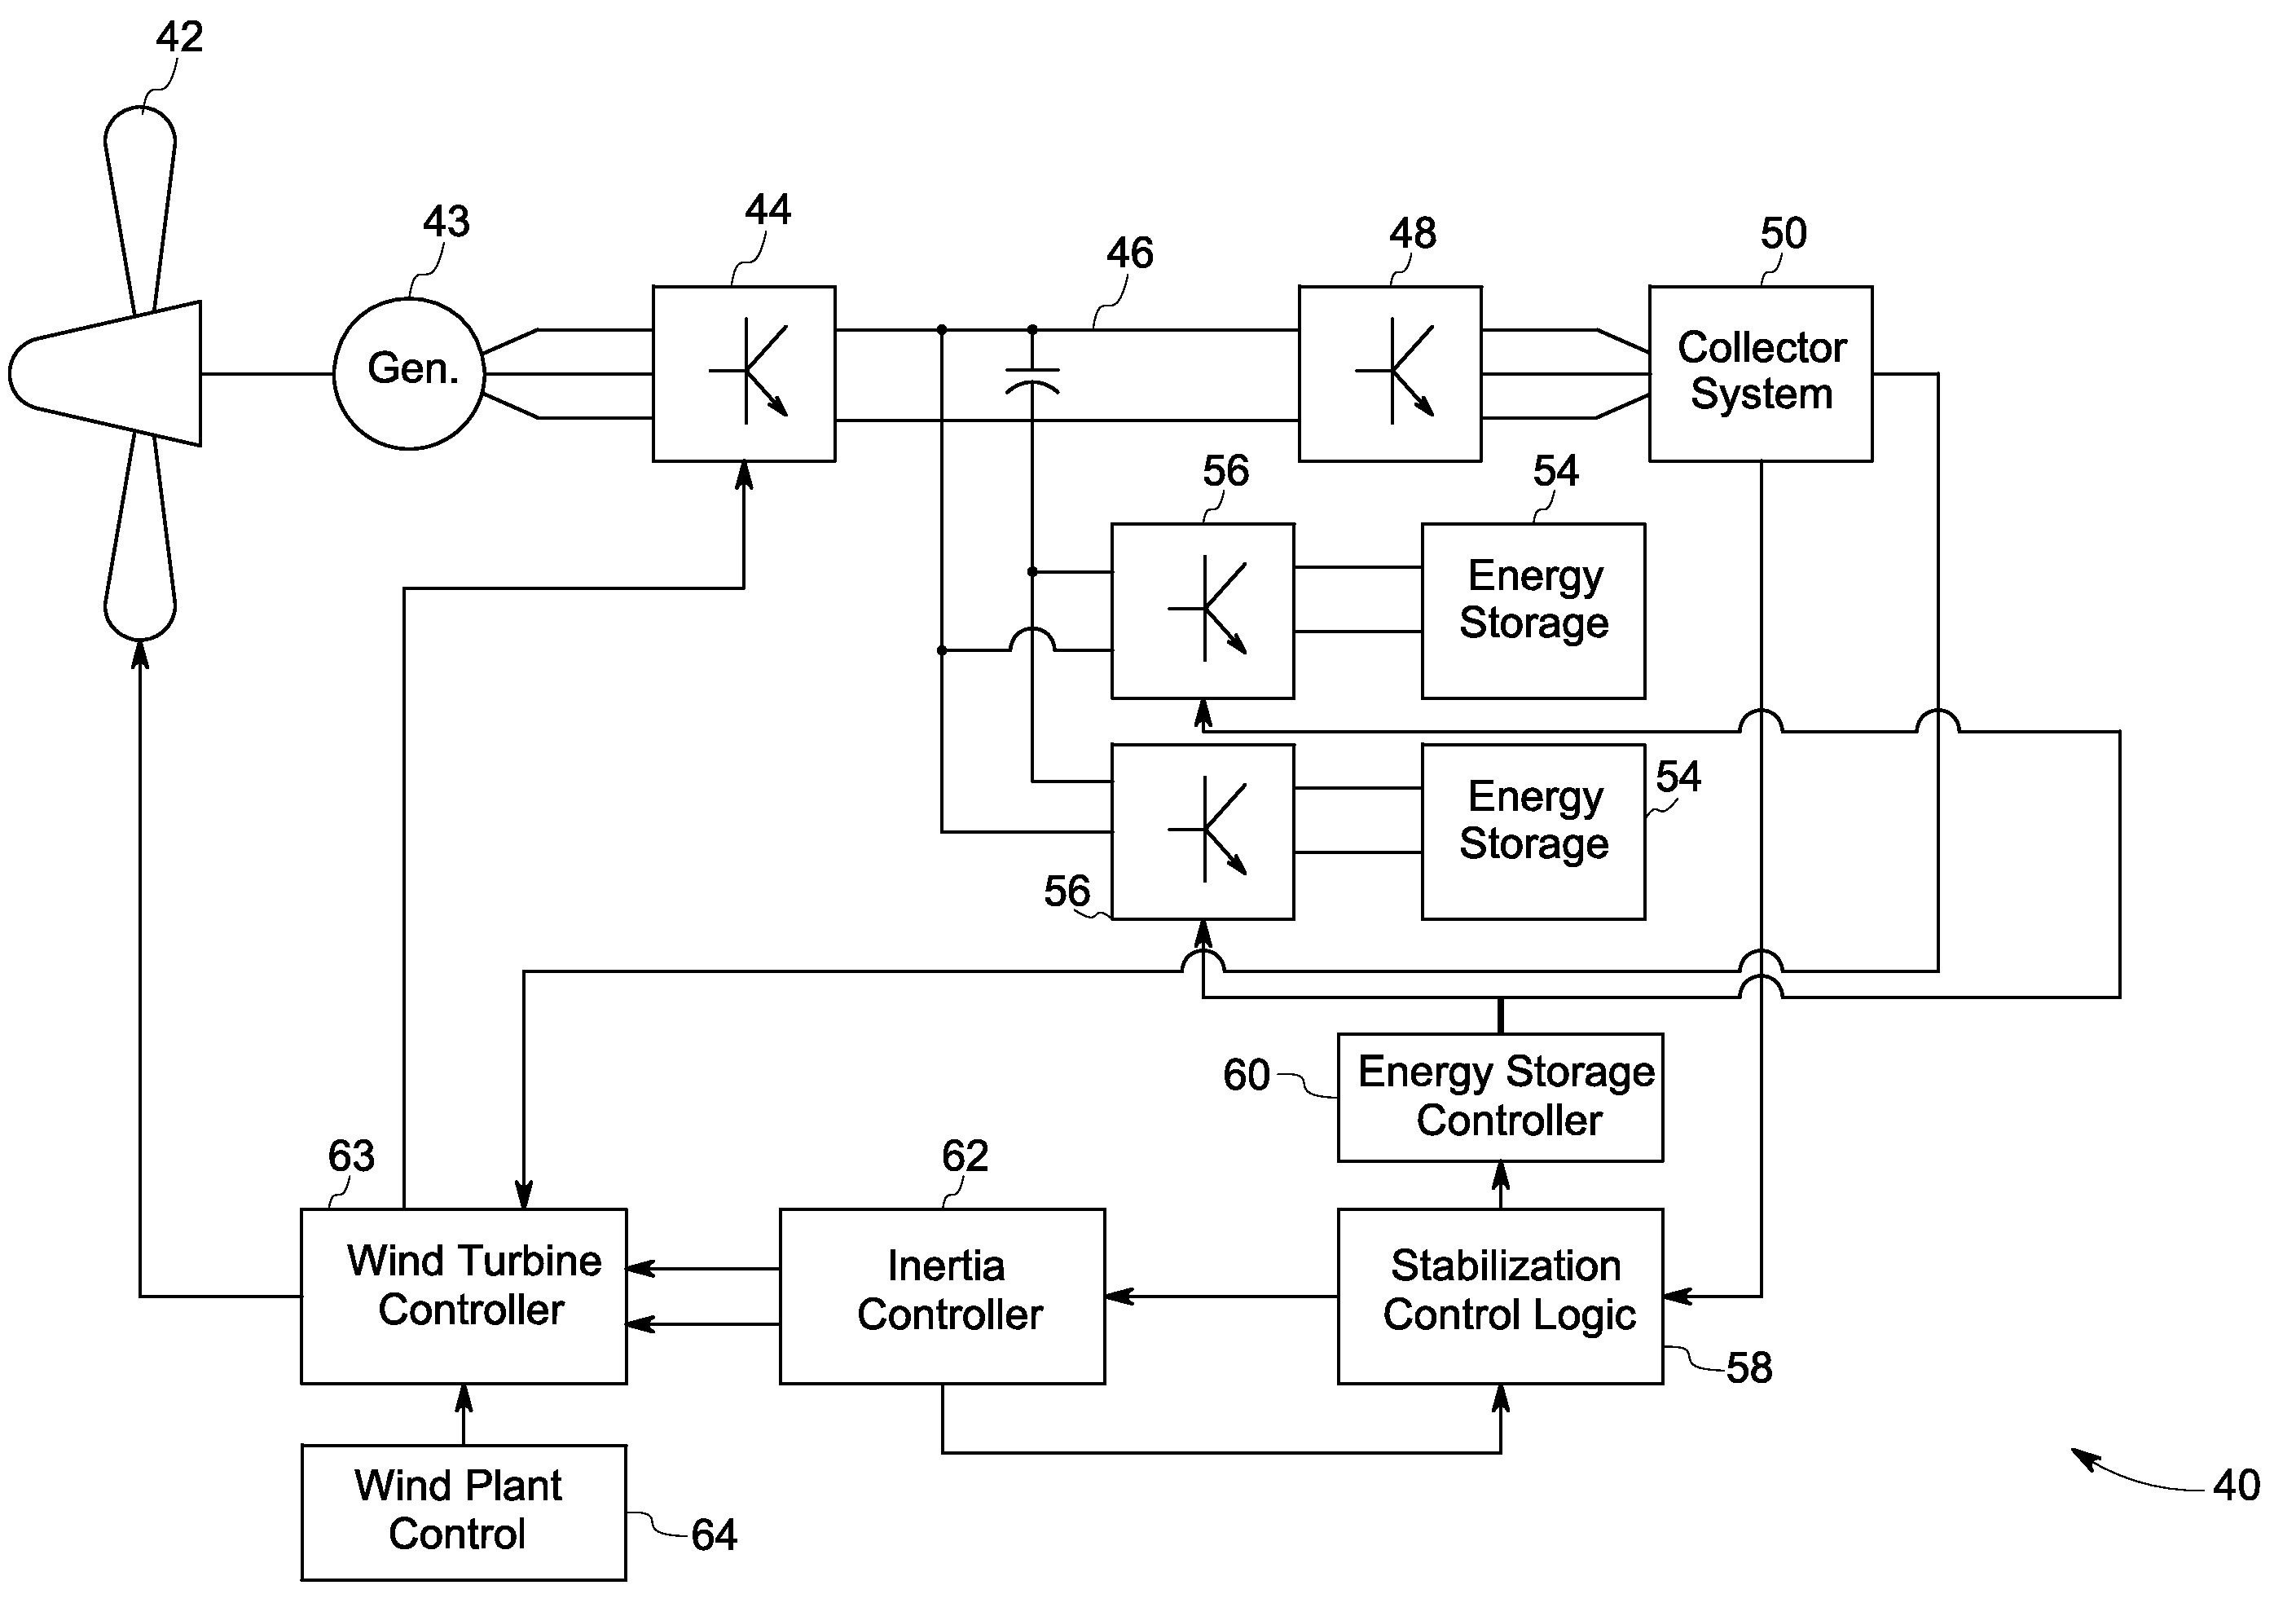 42
43
44
46
48
50
Gen.
Collector
System
56
54
Energy
Storage
54
Energy
Storage
56
60
Energy Storage
Controller
63
62
Wind Turbine
Controller
Inertia
Controller
Stabilization
Control Logic
58
Wind Plant
Control
64
40